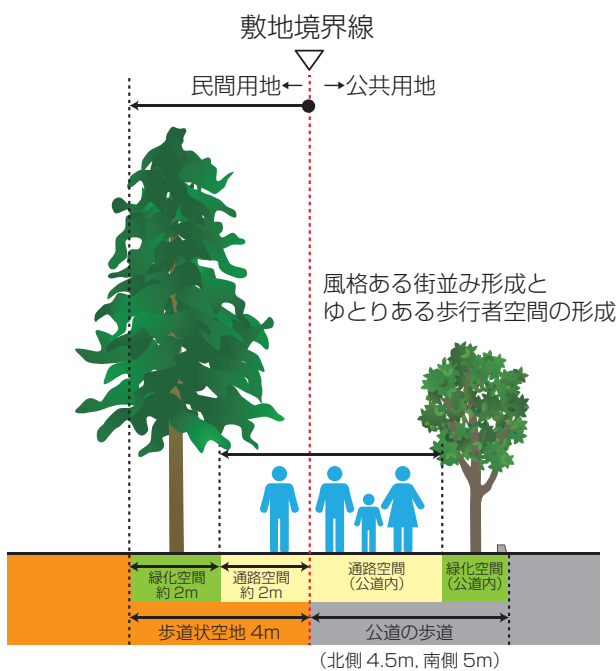 敷地境界線
民間用地← →公共用地
風格ある街並み形成と
ゆとりある歩行者空間の形成
緑化空間
約2m
通路空間
約2m
通路空間
(公道内)
緑化空間
(公道内)
歩道状空地 4m
公道の歩道
(北側 4.5m, 南側 5m)